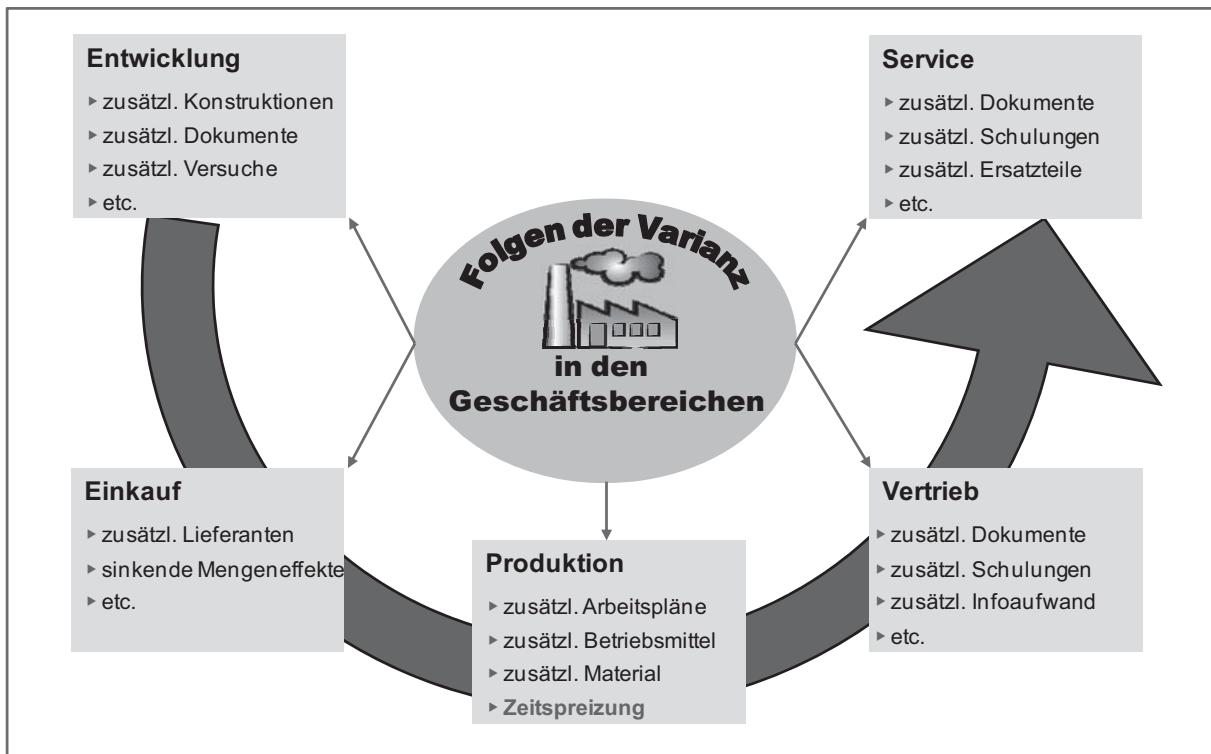 Entwicklung
▸ zusätzl. Konstruktionen
▸ zusätzl. Dokumente
▸ zusätzl. Versuche
▸ etc.
Service
▸ zusätzl. Dokumente
▸ zusätzl. Schulungen
▸ zusätzl. Ersatzteile
▸ etc.
Folgen der Varianz
in den
Geschäftsbereichen
Einkauf
▸ zusätzl. Lieferanten
▸ sinkende Mengeneffekte
▸ etc.
Produktion
▸ zusätzl. Arbeitspläne
▸ zusätzl. Betriebsmittel
▸ zusätzl. Material
▸ Zeitspreizung
Vertrieb
▸ zusätzl. Dokumente
▸ zusätzl. Schulungen
▸ zusätzl. Infoaufwand
▸ etc.